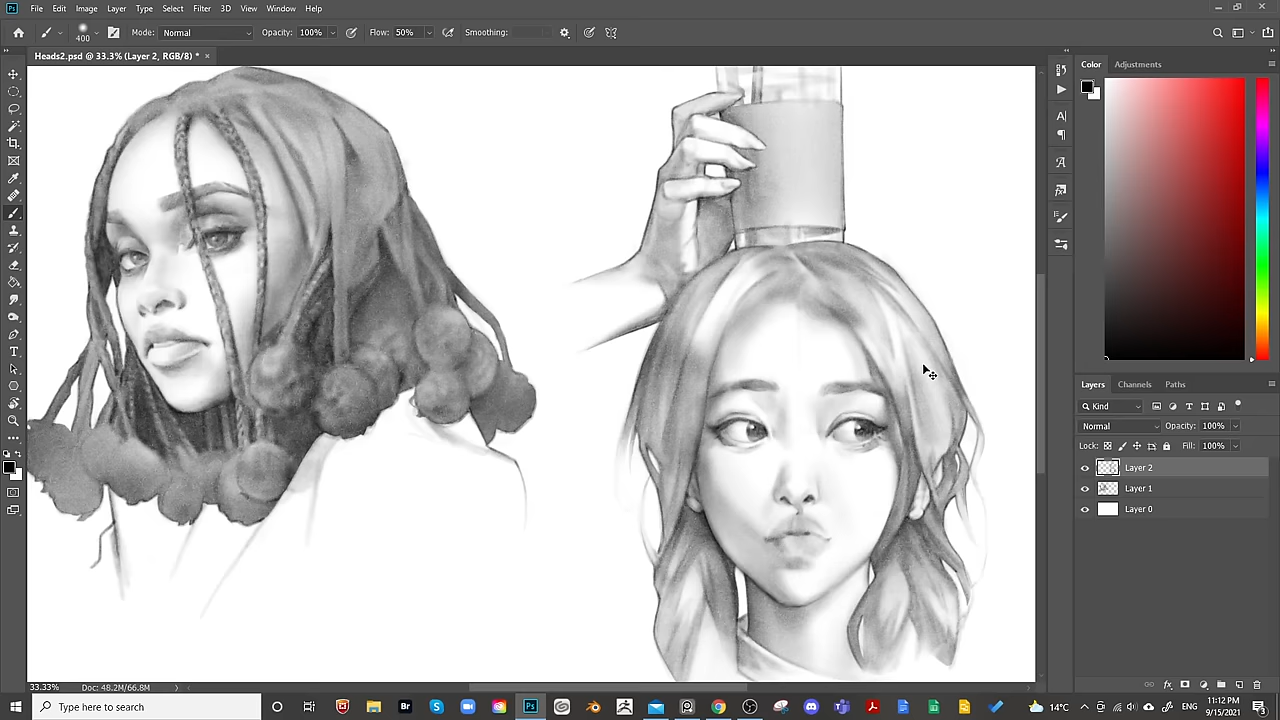 Ps File Edit Image Layer Type Select Filter 3D View Window Help
400 Mode: Normal Opacity: 100% Flow: 50% Smoothing:
Heads2.psd @ 33.3% (Layer 2, RGB/8) * ×
Color Adjustments
Layers Channels Paths
Kind
Normal Opacity: 100%
Lock: Fill: 100%
Layer 2
Layer 1
Layer 0
33.33% Doc: 48.2M/66.8M
Type here to search Br Ps 14°C ENG 11:12 PM
9/15/2021